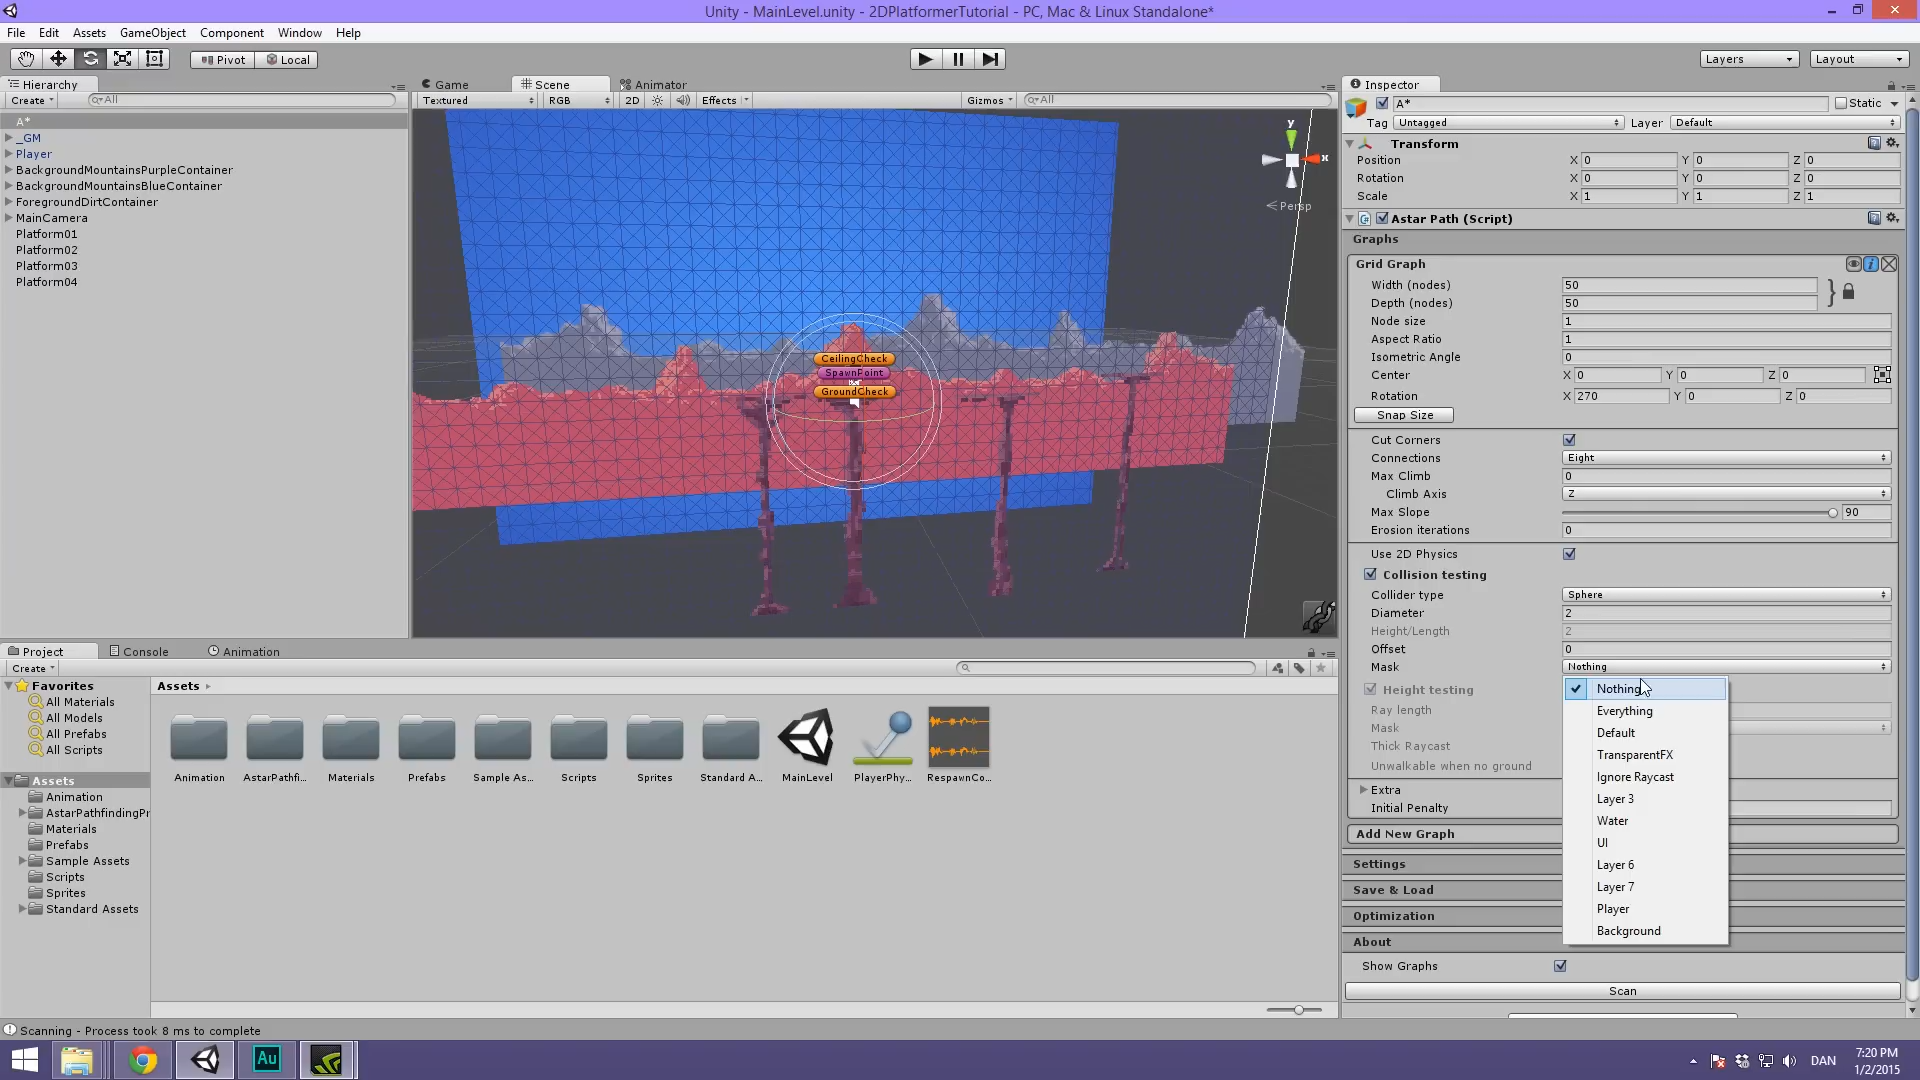 Unity - MainLevel.unity - 2DPlatformerTutorial - PC, Mac & Linux Standalone*
File Edit Assets GameObject Component Window Help
Pivot Local Layers Layout
Hierarchy
Create All
A*
_GM
Player
BackgroundMountainsPurpleContainer
BackgroundMountainsBlueContainer
ForegroundDirtContainer
MainCamera
Platform01
Platform02
Platform03
Platform04
Game Scene Animator
Textured RGB 2D Effects Gizmos All
y
x
Persp
CeilingCheck
SpawnPoint
GroundCheck
Inspector
A* Static
Tag Untagged Layer Default
Transform
Position X 0 Y 0 Z 0
Rotation X 0 Y 0 Z 0
Scale X 1 Y 1 Z 1
Astar Path (Script)
Graphs
Grid Graph
Width (nodes) 50
Depth (nodes) 50
Node size 1
Aspect Ratio 1
Isometric Angle 0
Center X 0 Y 0 Z 0
Rotation X 270 Y 0 Z 0
Snap Size
Cut Corners
Connections Eight
Max Climb 0
Climb Axis Z
Max Slope 90
Erosion iterations 0
Use 2D Physics
Collision testing
Collider type Sphere
Diameter 2
Height/Length 2
Offset 0
Mask Nothing
Height testing
Ray length
Mask
Thick Raycast
Unwalkable when no ground
Extra
Initial Penalty
Nothing
Everything
Default
TransparentFX
Ignore Raycast
Layer 3
Water
UI
Layer 6
Layer 7
Player
Background
Add New Graph
Settings
Save & Load
Optimization
About
Show Graphs
Scan
Project Console Animation
Create
Favorites
All Materials
All Models
All Prefabs
All Scripts
Assets
Animation
AstarPathfindingPr
Materials
Prefabs
Sample Assets
Scripts
Sprites
Standard Assets
Assets
Animation AstarPathfi... Materials Prefabs Sample As... Scripts Sprites Standard A... MainLevel PlayerPhy... RespawnCo...
Scanning - Process took 8 ms to complete
Au
DAN
7:20 PM
1/2/2015